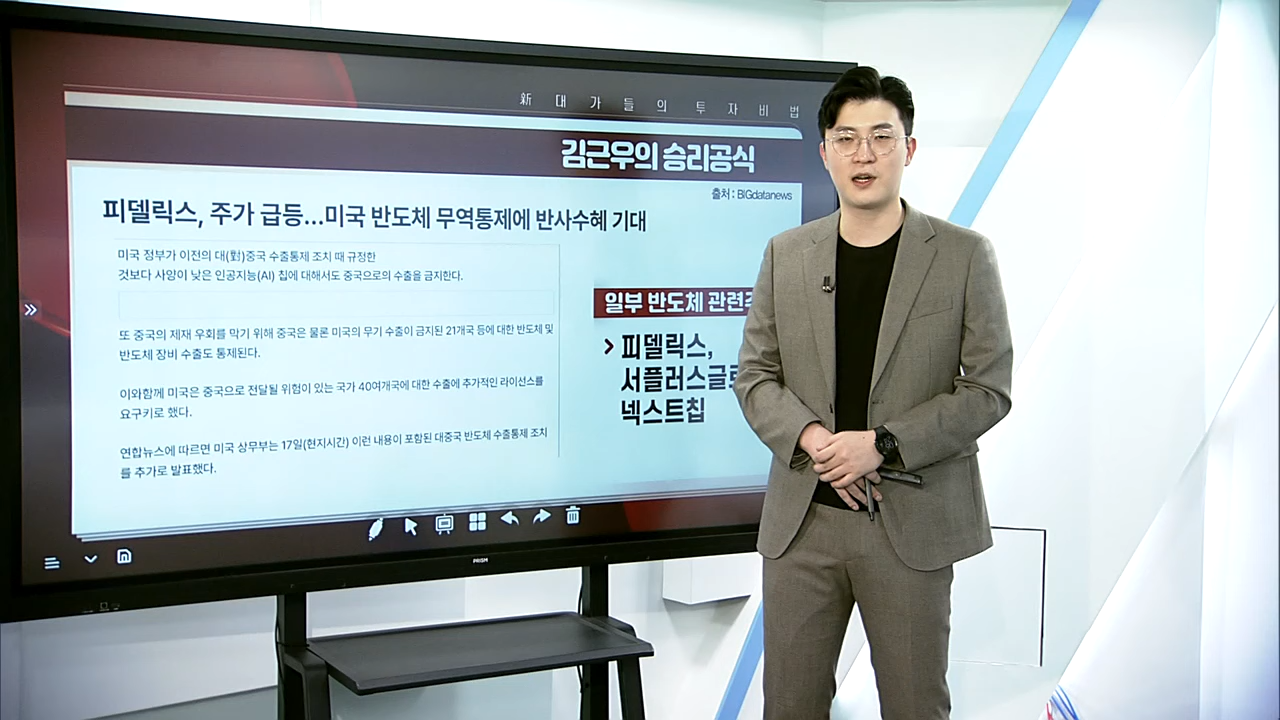 新 대가들의 투자비법
김근우의 승리공식
출처 : BIGdatanews
피델릭스, 주가 급등...미국 반도체 무역통제에 반사수혜 기대
미국 정부가 이전의 대(對)중국 수출통제 조치 때 규정한
것보다 사양이 낮은 인공지능(AI) 칩에 대해서도 중국으로의 수출을 금지한다.
또 중국의 제재 우회를 막기 위해 중국은 물론 미국의 무기 수출이 금지된 21개국 등에 대한 반도체 및
반도체 장비 수출도 통제된다.
이와함께 미국은 중국으로 전달될 위험이 있는 국가 40여개국에 대한 수출에 추가적인 라이선스를
요구키로 했다.
연합뉴스에 따르면 미국 상무부는 17일(현지시간) 이런 내용이 포함된 대중국 반도체 수출통제 조치
를 추가로 발표했다.
일부 반도체 관련
피델릭스,
서플러스글
넥스트칩
PRISM